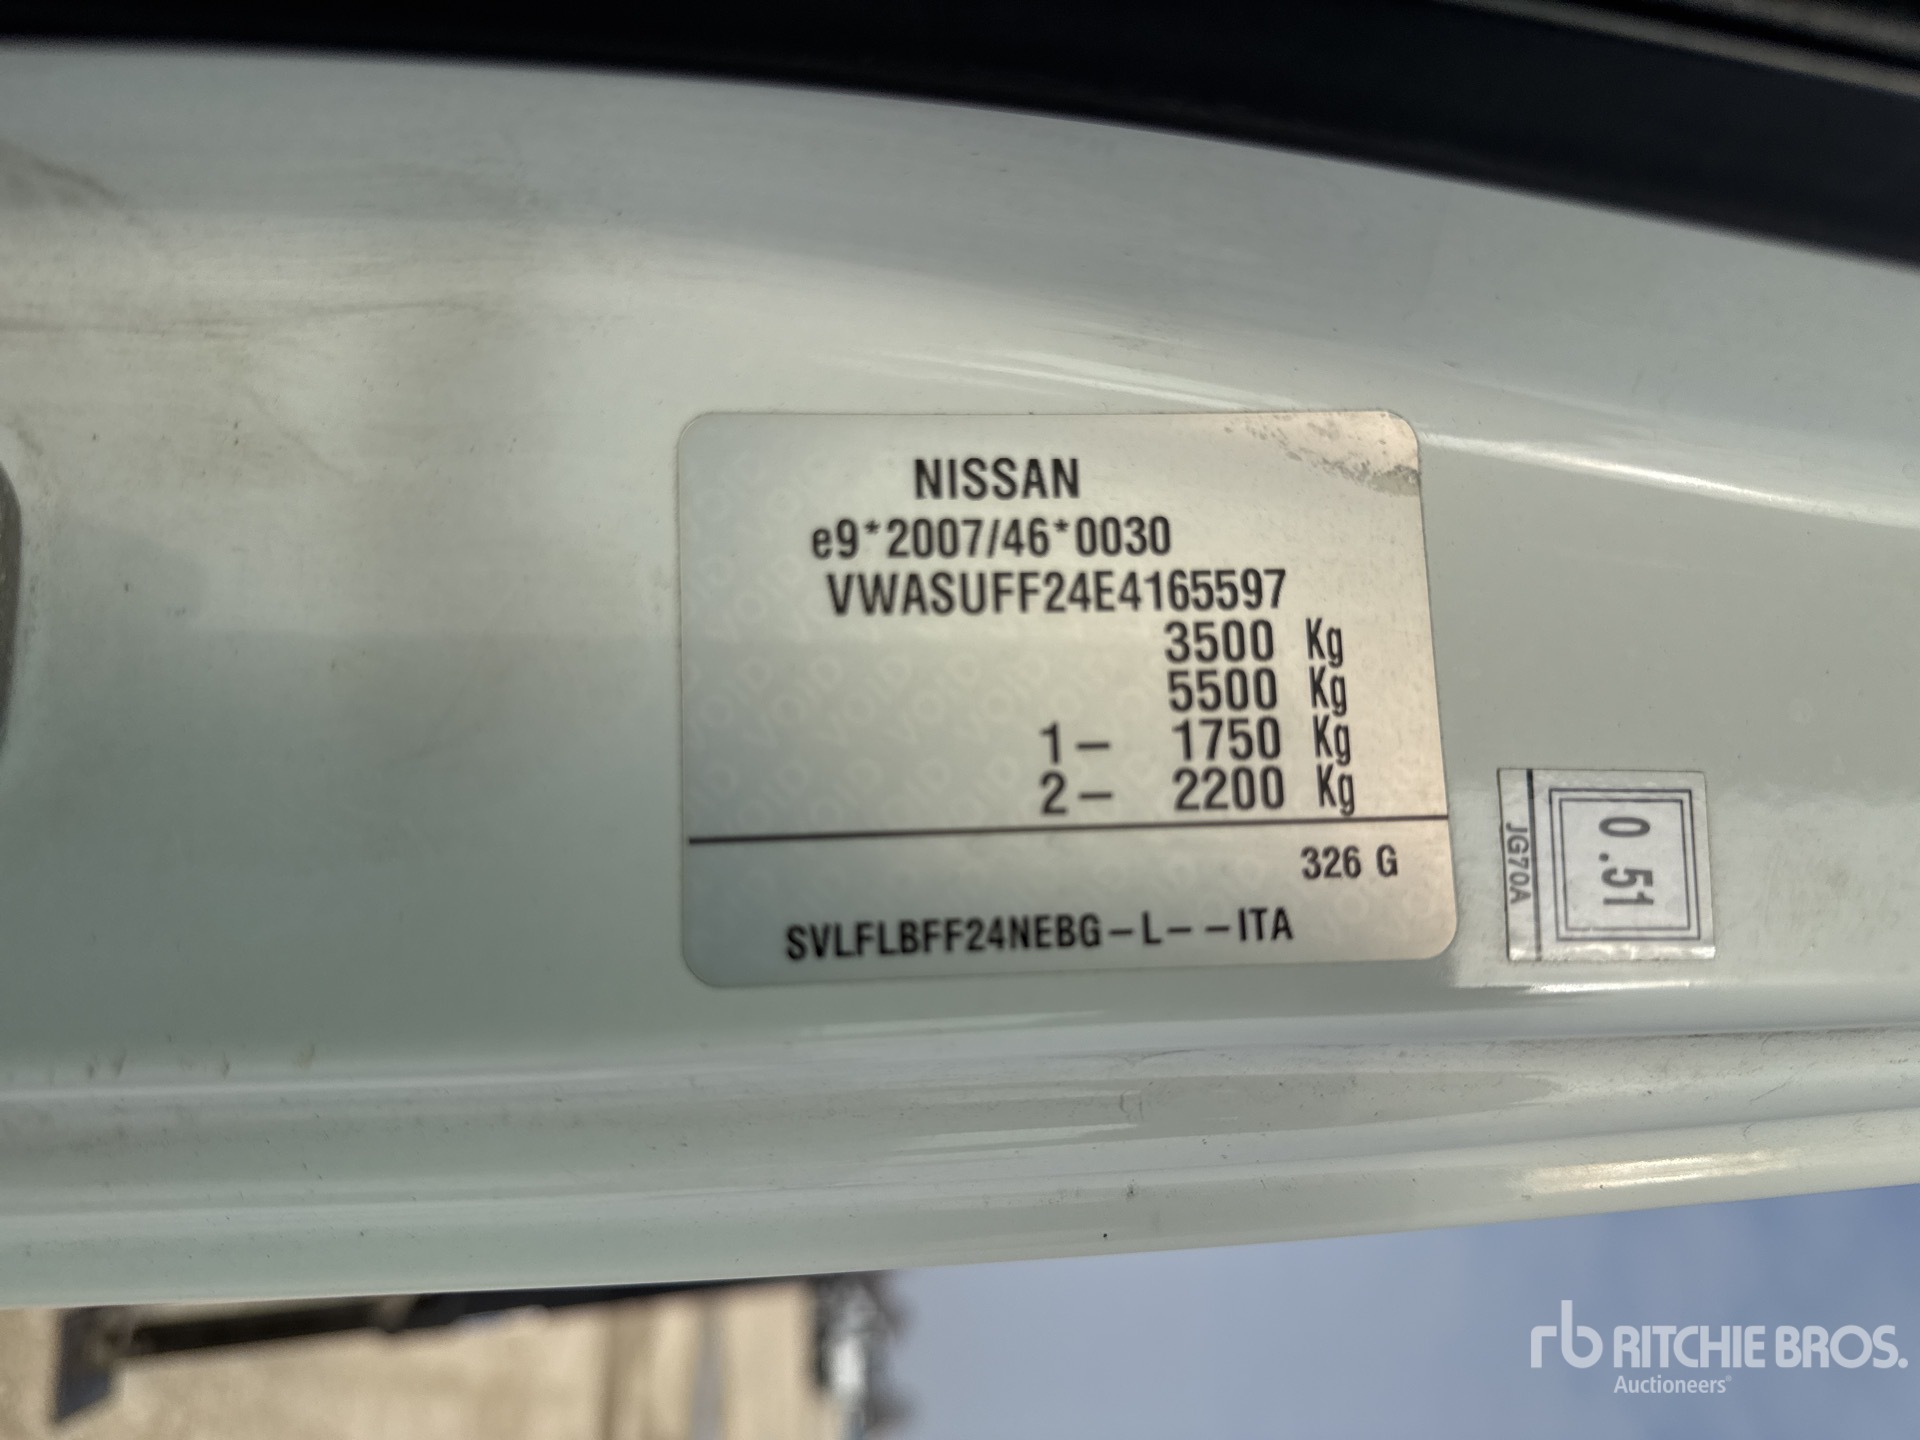 NISSAN
e9*2007/46*0030
VWASUFF24E4165597
3500 Kg
5500 Kg
1- 1750 Kg
2- 2200 Kg
326 G
SVLFLBFF24NEBG-L--ITA
0.51
JG70A
rb RITCHIE BROS.
Auctioneers